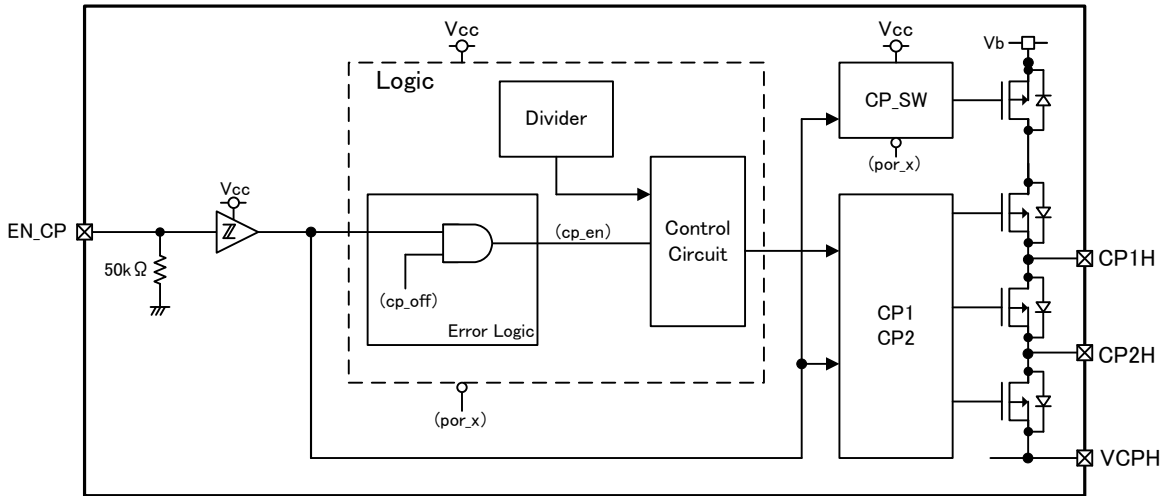 Vcc
Logic
Divider
Vcc
CP_SW
(por_x)
Vb
EN_CP
Vcc
50kΩ
(cp_off)
Error Logic
(cp_en)
Control
Circuit
(por_x)
CP1
CP2
CP1H
CP2H
VCPH